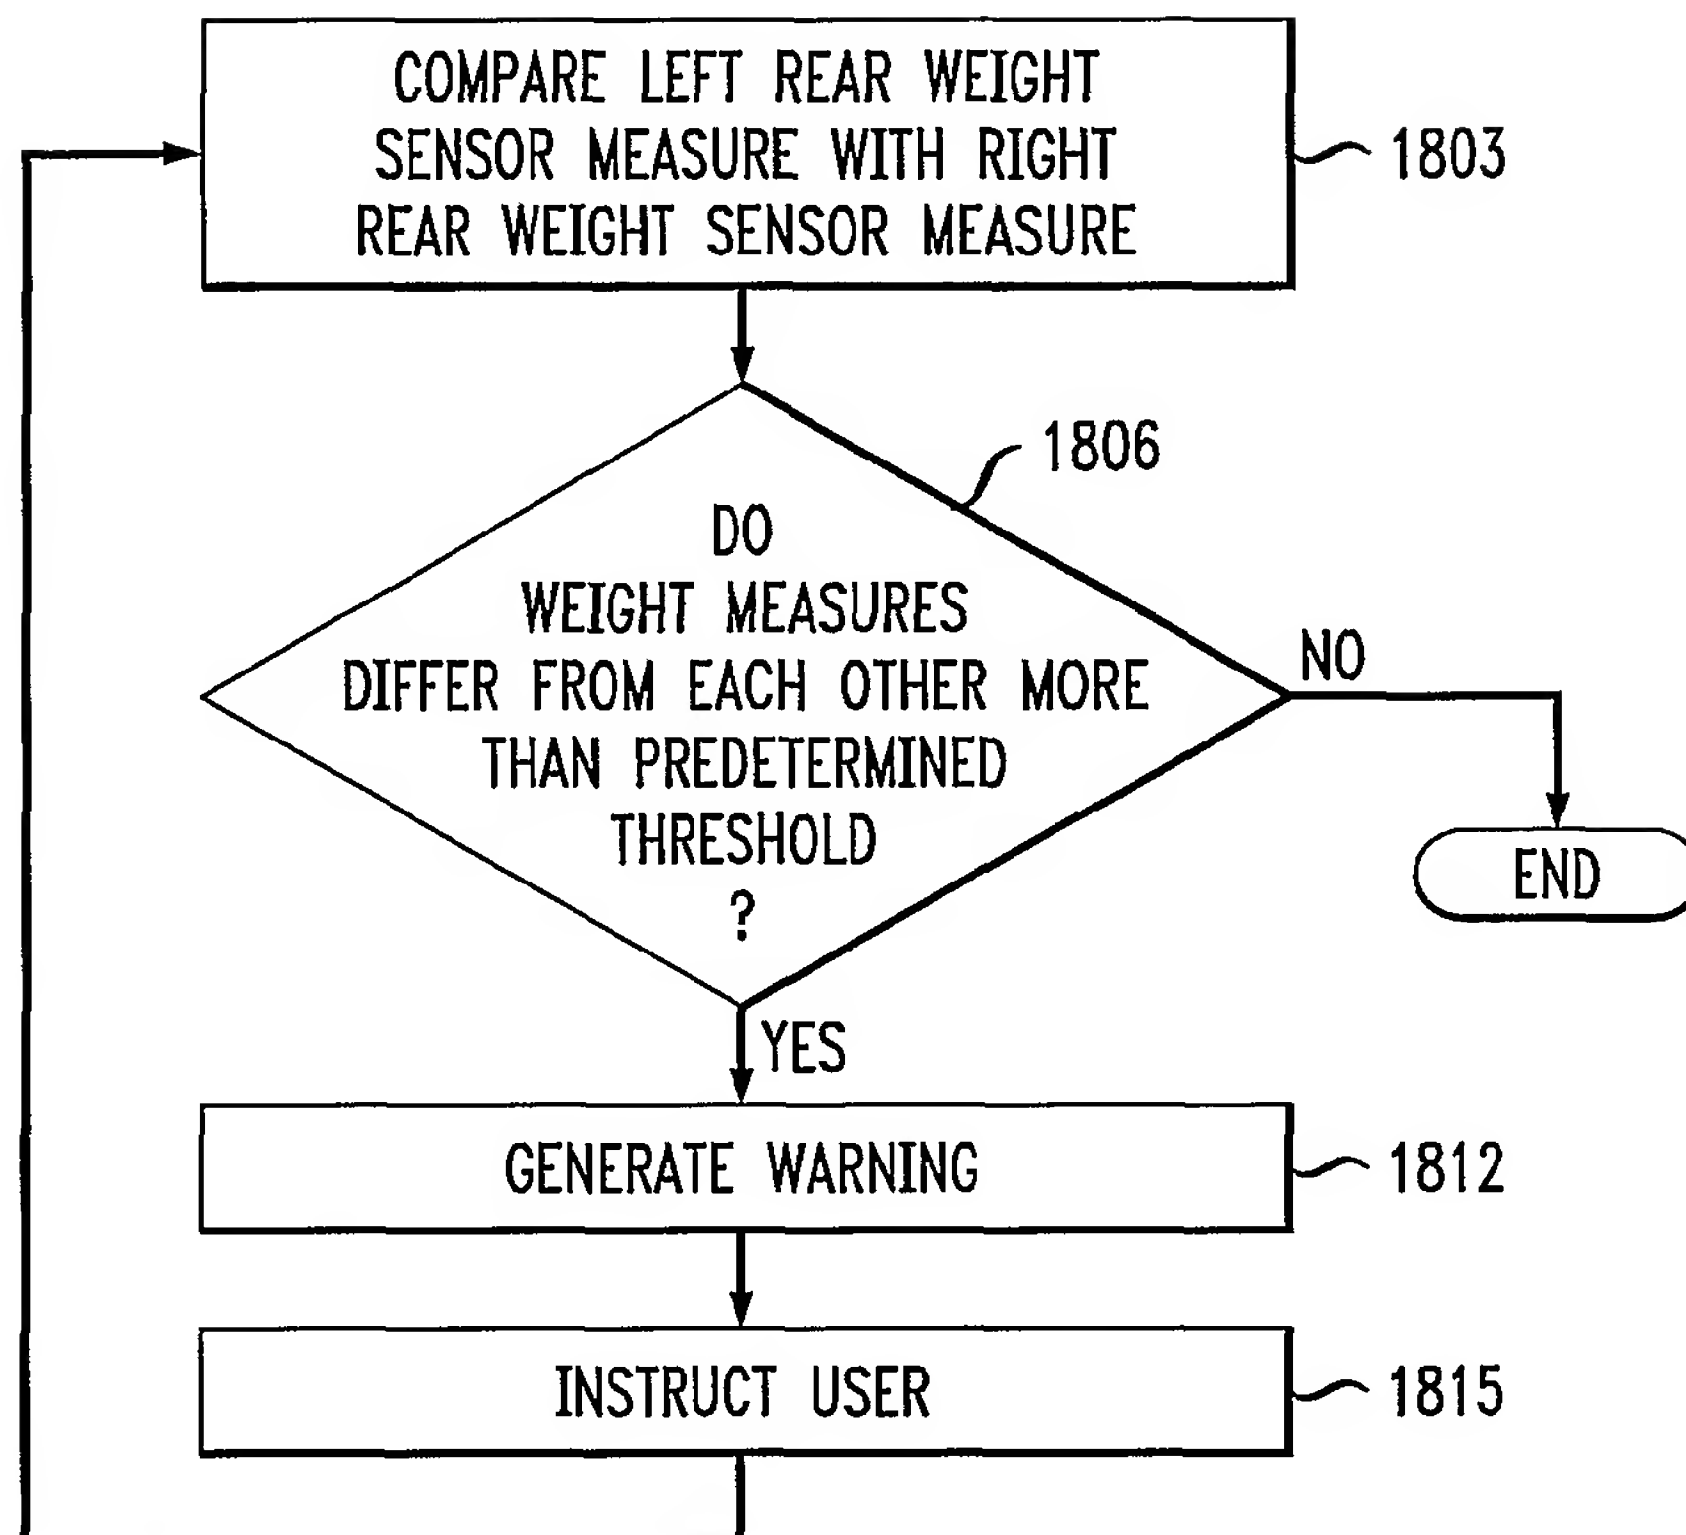 COMPARE LEFT REAR WEIGHT
SENSOR MEASURE WITH RIGHT
REAR WEIGHT SENSOR MEASURE
1803
1806
DO
WEIGHT MEASURES
DIFFER FROM EACH OTHER MORE
THAN PREDETERMINED
THRESHOLD
?
NO
END
YES
GENERATE WARNING
1812
INSTRUCT USER
1815